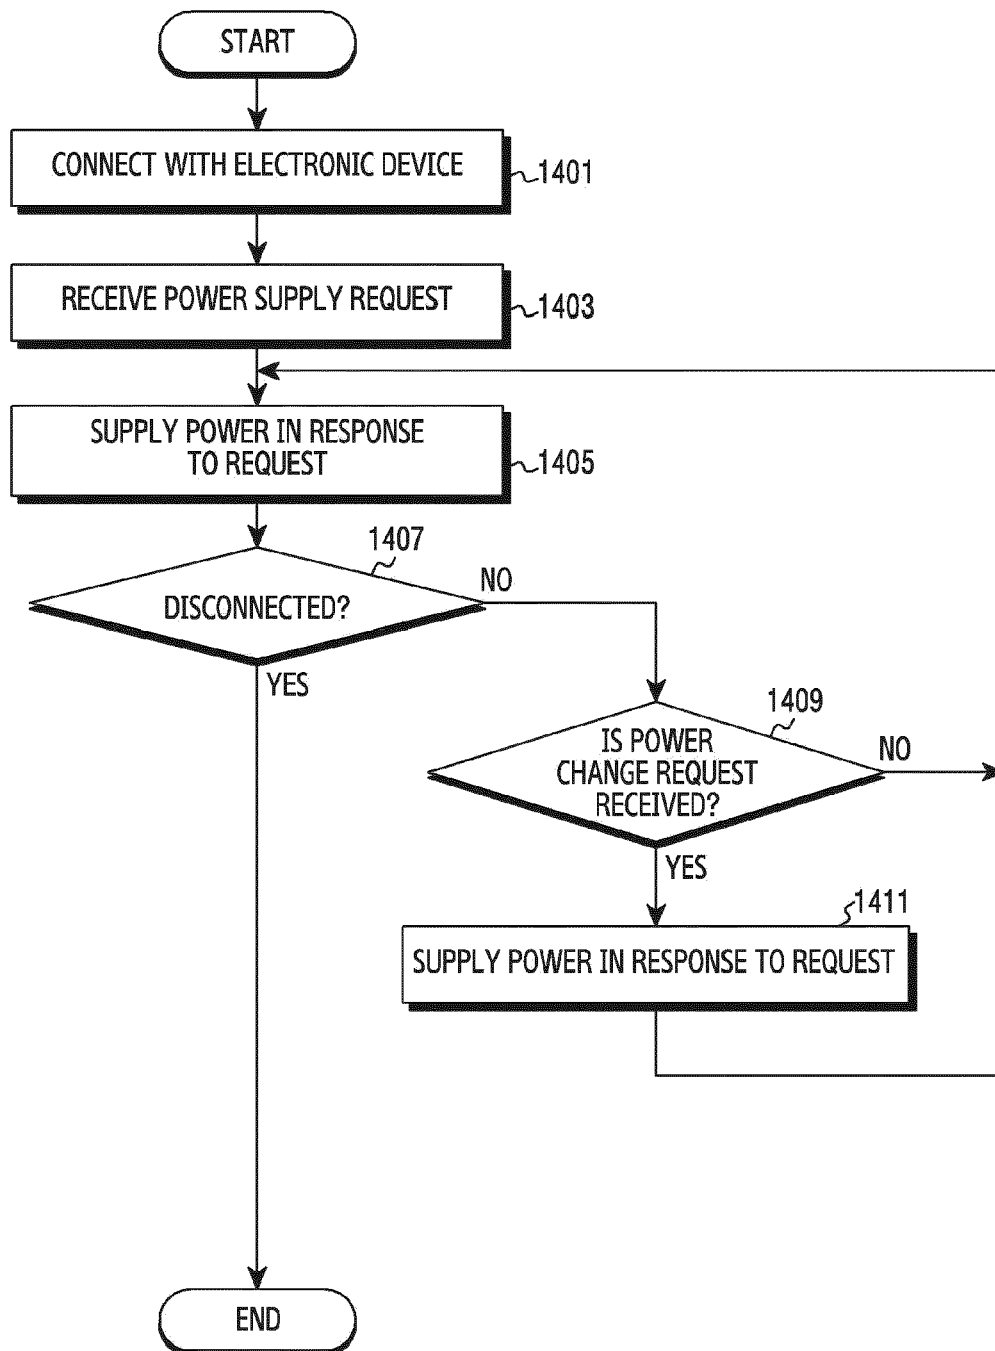 START
CONNECT WITH ELECTRONIC DEVICE
1401
RECEIVE POWER SUPPLY REQUEST
1403
SUPPLY POWER IN RESPONSE
TO REQUEST
1405
1407
DISCONNECTED?
NO
YES
1409
IS POWER
CHANGE REQUEST
RECEIVED?
NO
YES
1411
SUPPLY POWER IN RESPONSE TO REQUEST
END